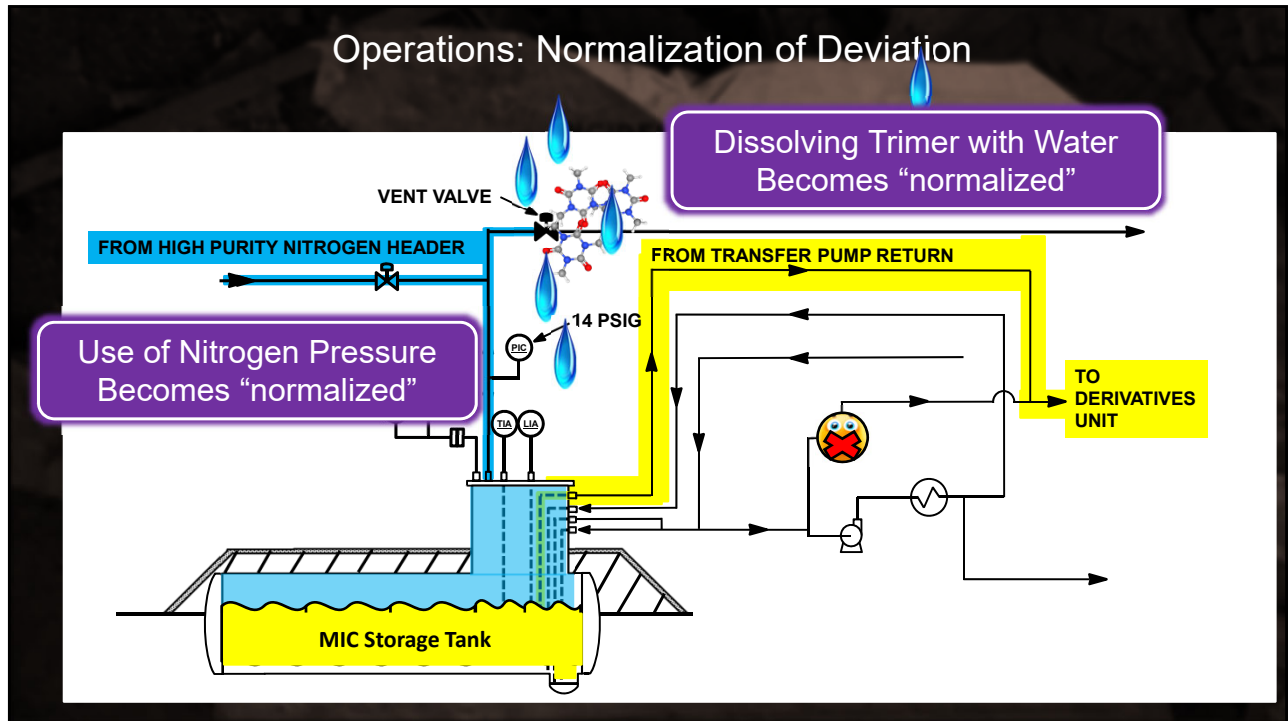 Operations: Normalization of Deviation
Dissolving Trimer with Water
Becomes “normalized”
VENT VALVE
FROM HIGH PURITY NITROGEN HEADER
FROM TRANSFER PUMP RETURN
14 PSIG
PIC
Use of Nitrogen Pressure
Becomes “normalized”
TO
DERIVATIVES
UNIT
TIA
LIA
MIC Storage Tank